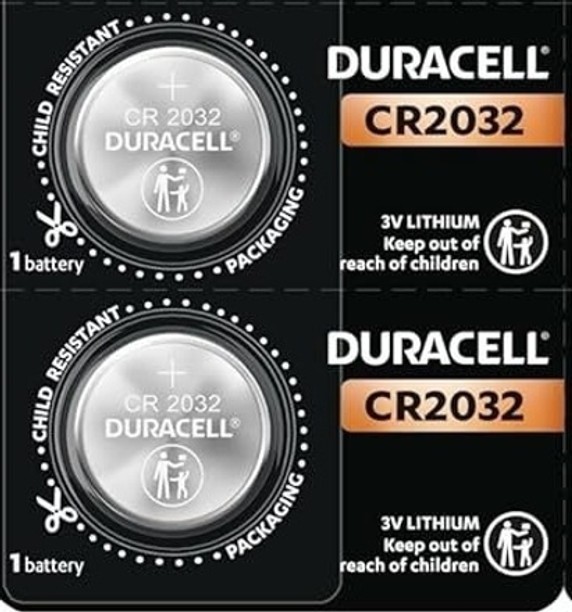 CHILD RESISTANT
+
CR 2032
DURACELL®
PACKAGING
1 battery
DURACELL®
CR2032
3V LITHIUM
Keep out of
reach of children
CHILD RESISTANT
+
CR 2032
DURACELL®
PACKAGING
1 battery
DURACELL®
CR2032
3V LITHIUM
Keep out of
reach of children